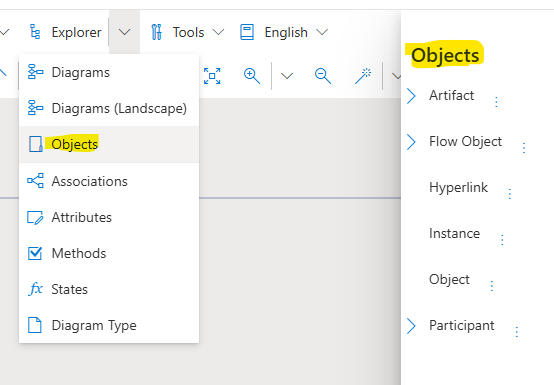 Explorer
Tools
English
Diagrams
Diagrams (Landscape)
Objects
Associations
Attributes
Methods
fx States
Diagram Type
Objects
Artifact
Flow Object
Hyperlink
Instance
Object
Participant